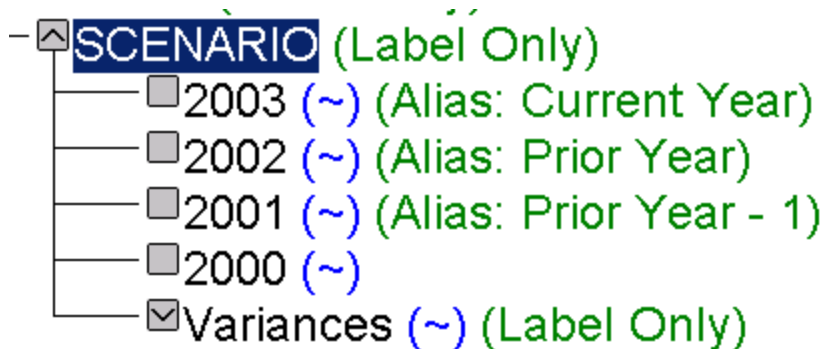 SCENARIO (Label Only)
2003 (~) (Alias: Current Year)
2002 (~) (Alias: Prior Year)
2001 (~) (Alias: Prior Year - 1)
2000 (~)
Variances (~) (Label Only)